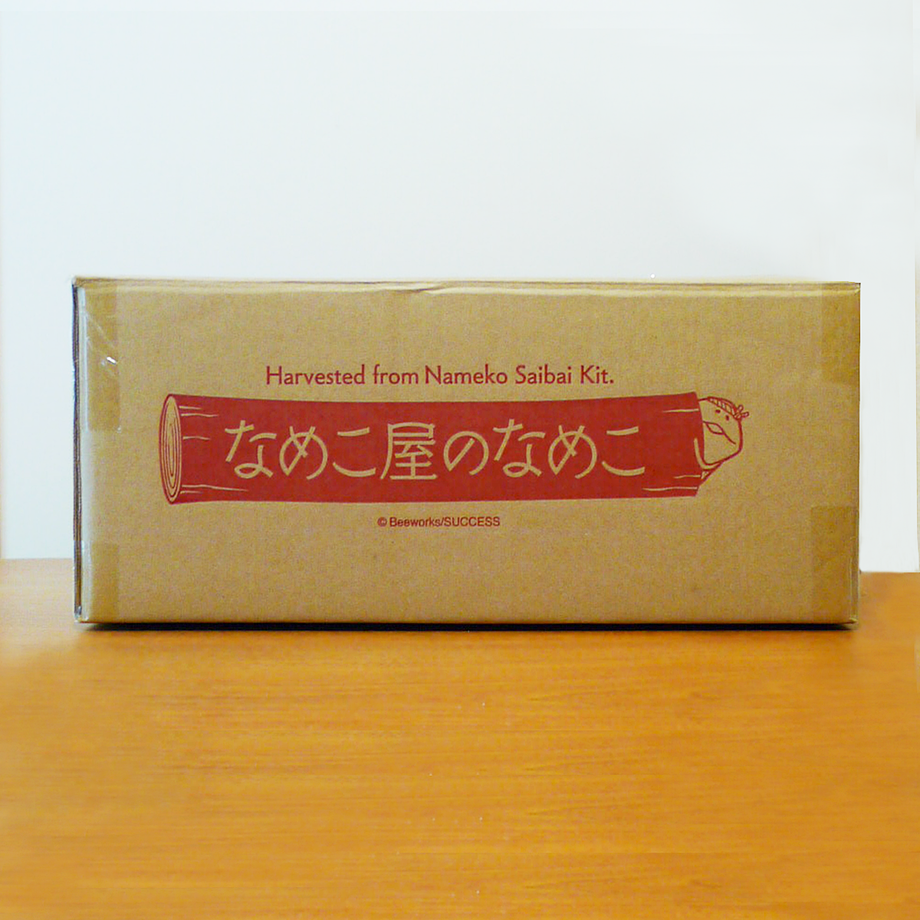 Harvested from Nameko Saibai Kit.
なめこ屋のなめこ
© Beeworks/SUCCESS